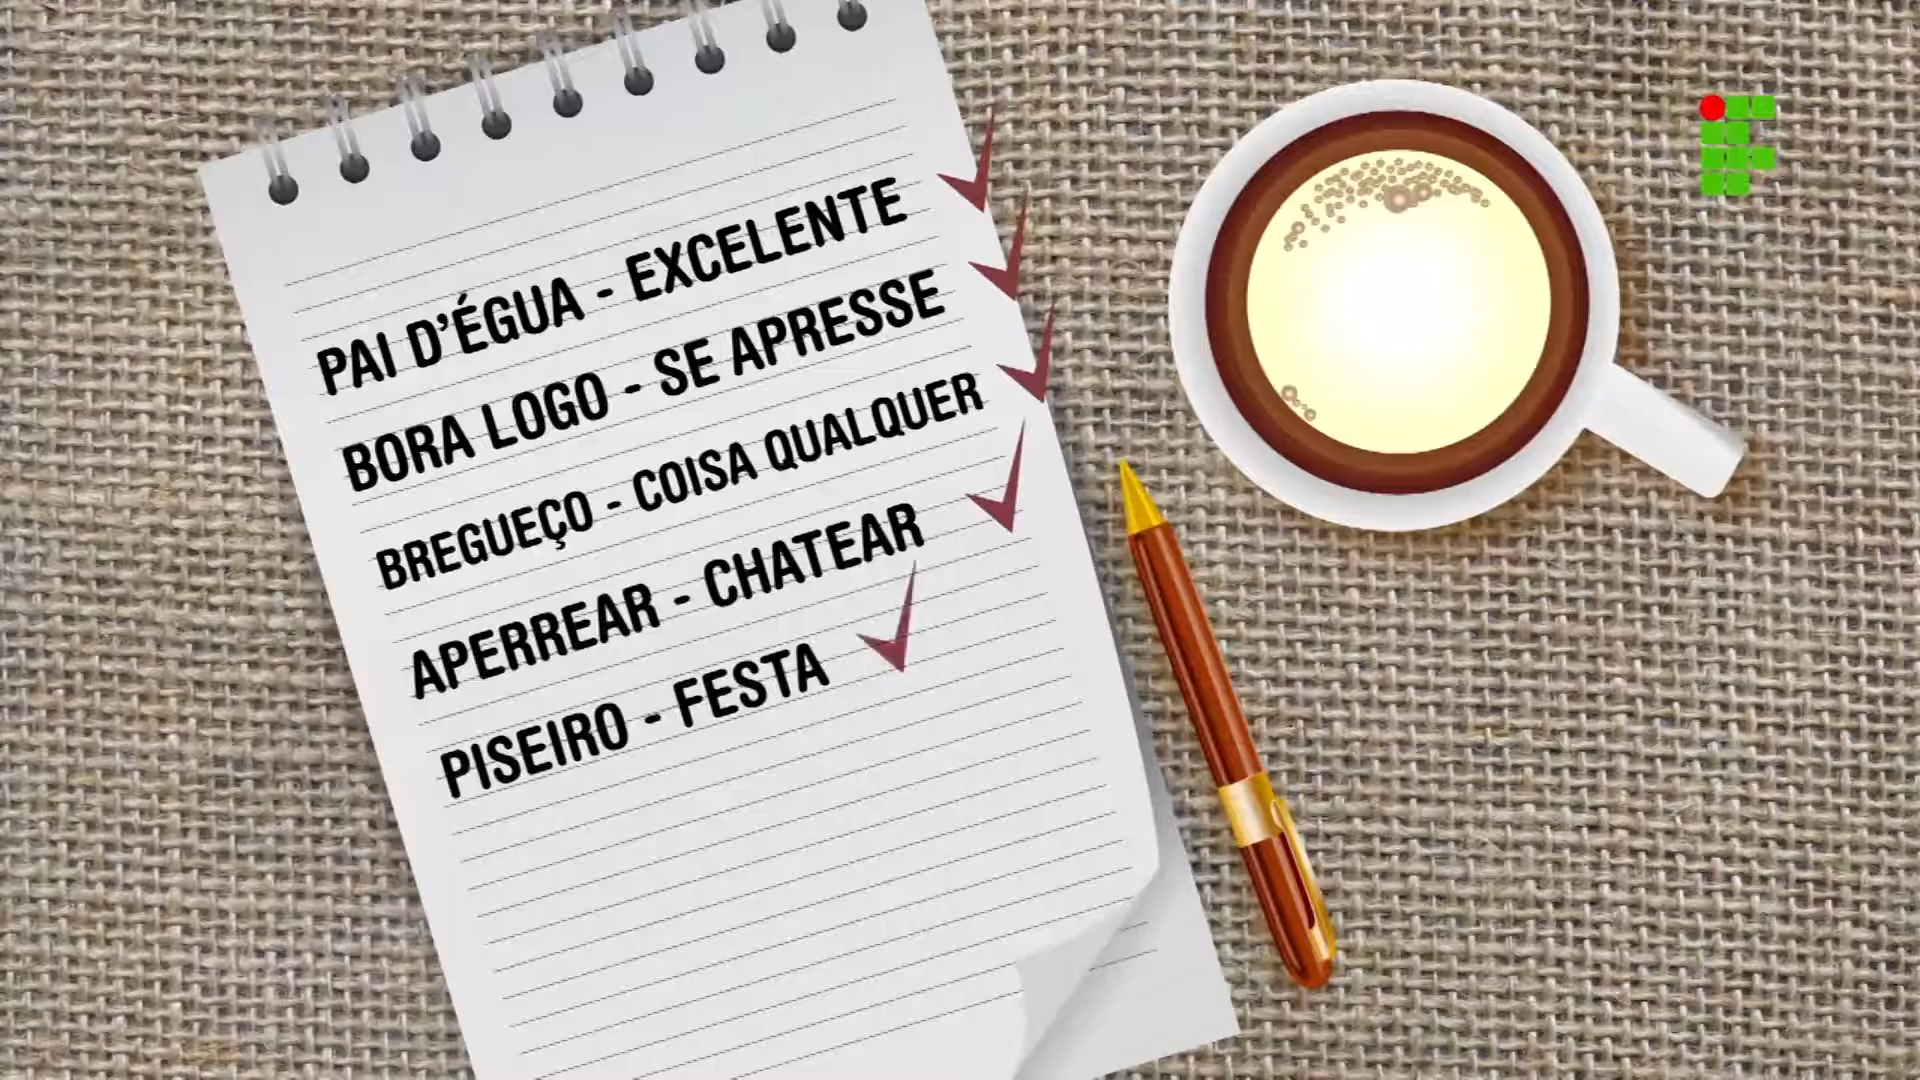 PAI D'ÉGUA - EXCELENTE
BORA LOGO - SE APRESSE
BREGUEÇO - COISA QUALQUER
APERREAR - CHATEAR
PISEIRO - FESTA